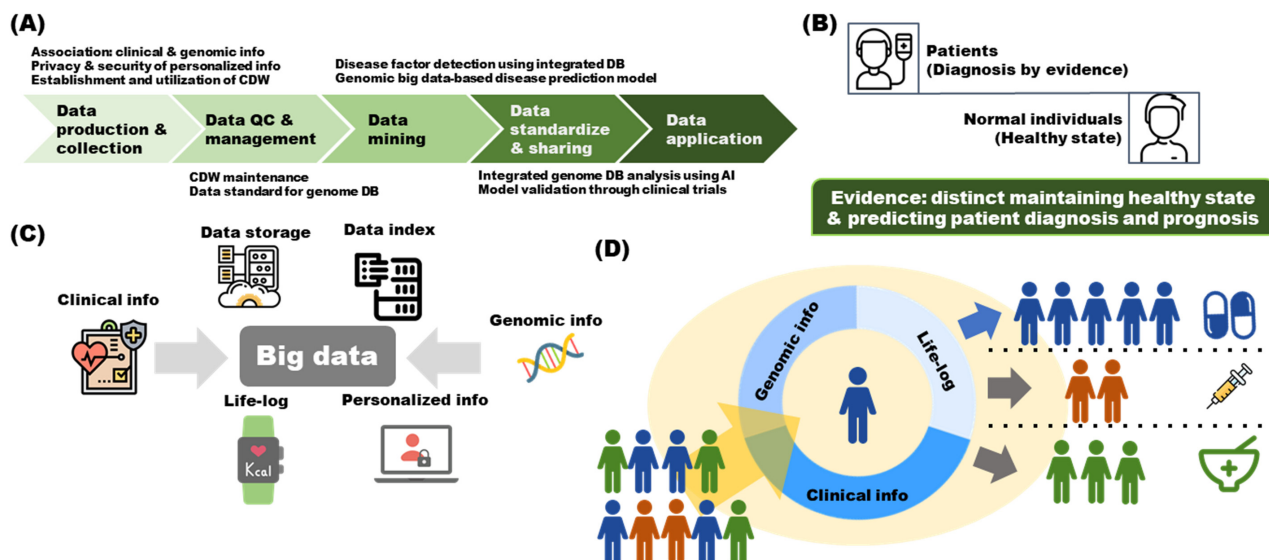 (A)
Association: clinical & genomic info
Privacy & security of personalized info
Establishment and utilization of CDW
Disease factor detection using integrated DB
Genomic big data-based disease prediction model
Data
production &
collection
Data QC &
management
Data
mining
Data
standardize
& sharing
Data
application
CDW maintenance
Data standard for genome DB
Integrated genome DB analysis using AI
Model validation through clinical trials
(B)
Patients
(Diagnosis by evidence)
Normal individuals
(Healthy state)
Evidence: distinct maintaining healthy state
& predicting patient diagnosis and prognosis
(C)
Data storage
Data index
Clinical info
Genomic info
Big data
Life-log
Personalized info
Kcal
(D)
Genomic info
Life-log
Clinical info